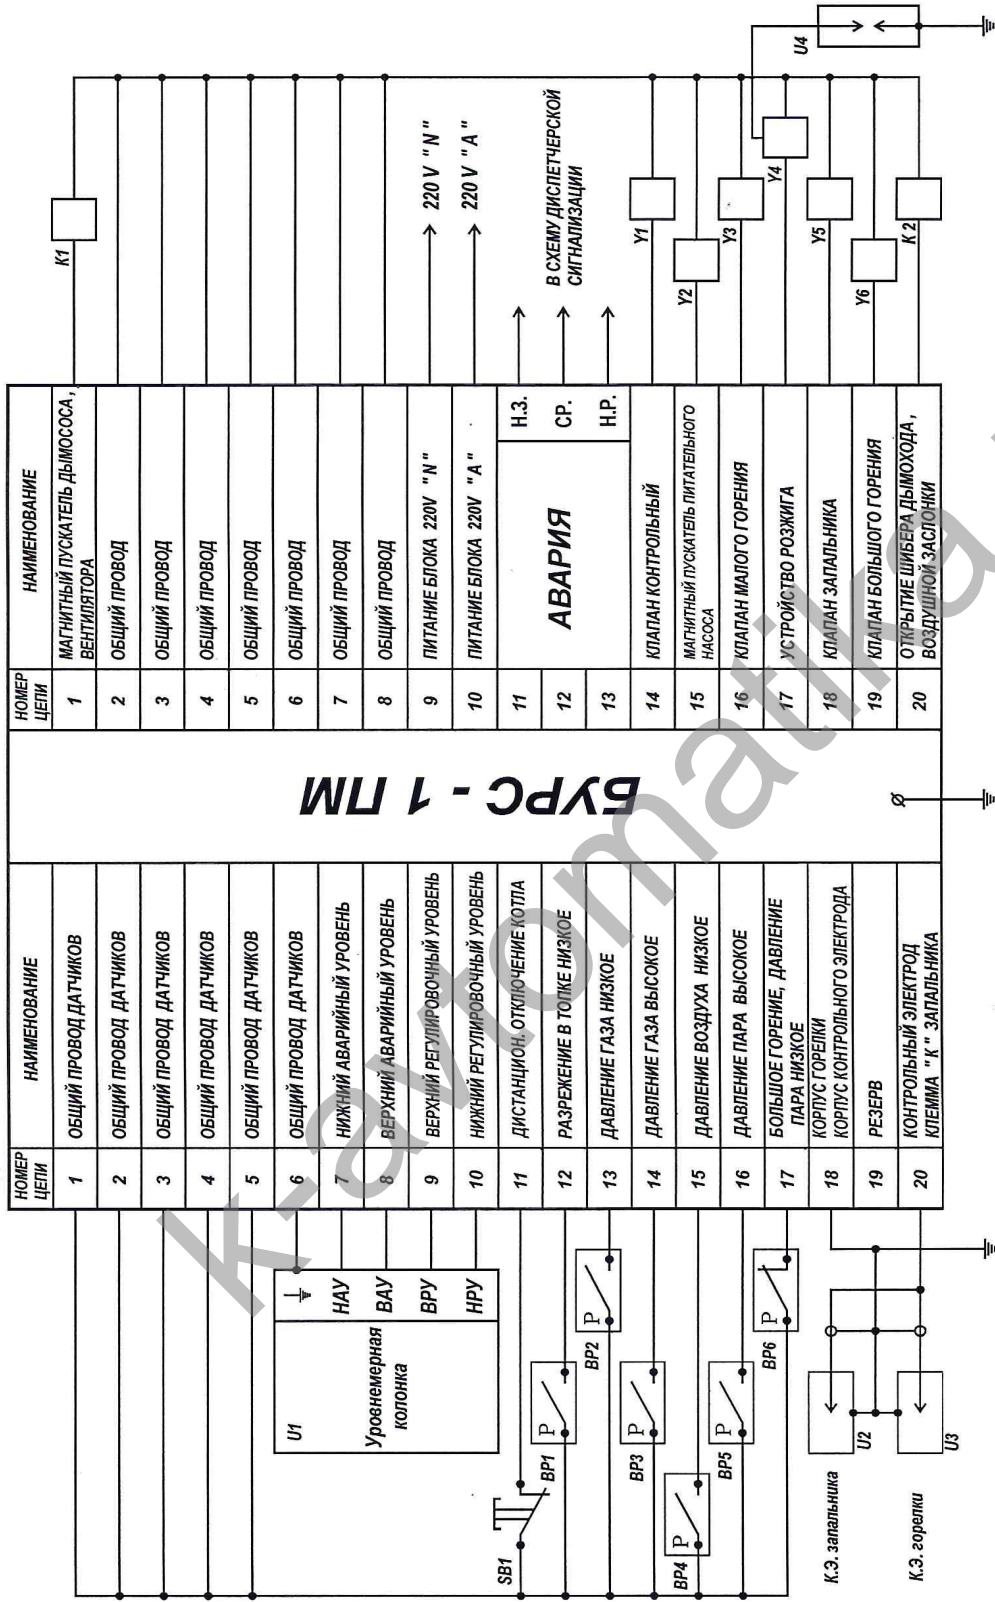 НОМЕР
ЦЕПИ
НАИМЕНОВАНИЕ
1
ОБЩИЙ ПРОВОД ДАТЧИКОВ
2
ОБЩИЙ ПРОВОД ДАТЧИКОВ
3
ОБЩИЙ ПРОВОД ДАТЧИКОВ
4
ОБЩИЙ ПРОВОД ДАТЧИКОВ
5
ОБЩИЙ ПРОВОД ДАТЧИКОВ
6
ОБЩИЙ ПРОВОД ДАТЧИКОВ
7
НИЖНИЙ АВАРИЙНЫЙ УРОВЕНЬ
8
ВЕРХНИЙ АВАРИЙНЫЙ УРОВЕНЬ
9
ВЕРХНИЙ РЕГУЛИРОВОЧНЫЙ УРОВЕНЬ
10
НИЖНИЙ РЕГУЛИРОВОЧНЫЙ УРОВЕНЬ
11
ДИСТАНЦИОН. ОТКЛЮЧЕНИЕ КОТЛА
12
РАЗРЕЖЕНИЕ В ТОПКЕ НИЗКОЕ
13
ДАВЛЕНИЕ ГАЗА НИЗКОЕ
14
ДАВЛЕНИЕ ГАЗА ВЫСОКОЕ
15
ДАВЛЕНИЕ ВОЗДУХА НИЗКОЕ
16
ДАВЛЕНИЕ ПАРА ВЫСОКОЕ
17
БОЛЬШОЕ ГОРЕНИЕ, ДАВЛЕНИЕ
ПАРА НИЗКОЕ
18
КОРПУС ГОРЕЛКИ
КОРПУС КОНТРОЛЬНОГО ЭЛЕКТРОДА
19
РЕЗЕРВ
20
КОНТРОЛЬНЫЙ ЭЛЕКТРОД
КЛЕММА "К" ЗАПАЛЬНИКА
БУРС - 1 ПМ
НОМЕР
ЦЕПИ
НАИМЕНОВАНИЕ
1
МАГНИТНЫЙ ПУСКАТЕЛЬ ДЫМОСОСА,
ВЕНТИЛЯТОРА
2
ОБЩИЙ ПРОВОД
3
ОБЩИЙ ПРОВОД
4
ОБЩИЙ ПРОВОД
5
ОБЩИЙ ПРОВОД
6
ОБЩИЙ ПРОВОД
7
ОБЩИЙ ПРОВОД
8
ОБЩИЙ ПРОВОД
9
ПИТАНИЕ БЛОКА 220V "N"
10
ПИТАНИЕ БЛОКА 220V "A"
11
12
13
АВАРИЯ
Н.З.
СР.
Н.Р.
14
КЛАПАН КОНТРОЛЬНЫЙ
15
МАГНИТНЫЙ ПУСКАТЕЛЬ ПИТАТЕЛЬНОГО
НАСОСА
16
КЛАПАН МАЛОГО ГОРЕНИЯ
17
УСТРОЙСТВО РОЗЖИГА
18
КЛАПАН ЗАПАЛЬНИКА
19
КЛАПАН БОЛЬШОГО ГОРЕНИЯ
20
ОТКРЫТИЕ ШИБЕРА ДЫМОХОДА,
ВОЗДУШНОЙ ЗАСЛОНКИ
U1
Уровнемерная
колонка
НАУ
ВАУ
ВРУ
НРУ
SB1
BP1
P
BP2
P
BP3
P
BP4
P
BP5
P
BP6
P
К.Э. запальника
U2
К.Э. горелки
U3
K1
220 V "N"
220 V "A"
В СХЕМУ ДИСПЕТЧЕРСКОЙ
СИГНАЛИЗАЦИИ
Y1
Y2
Y3
Y4
Y5
Y6
K 2
U4
k-avtomatika